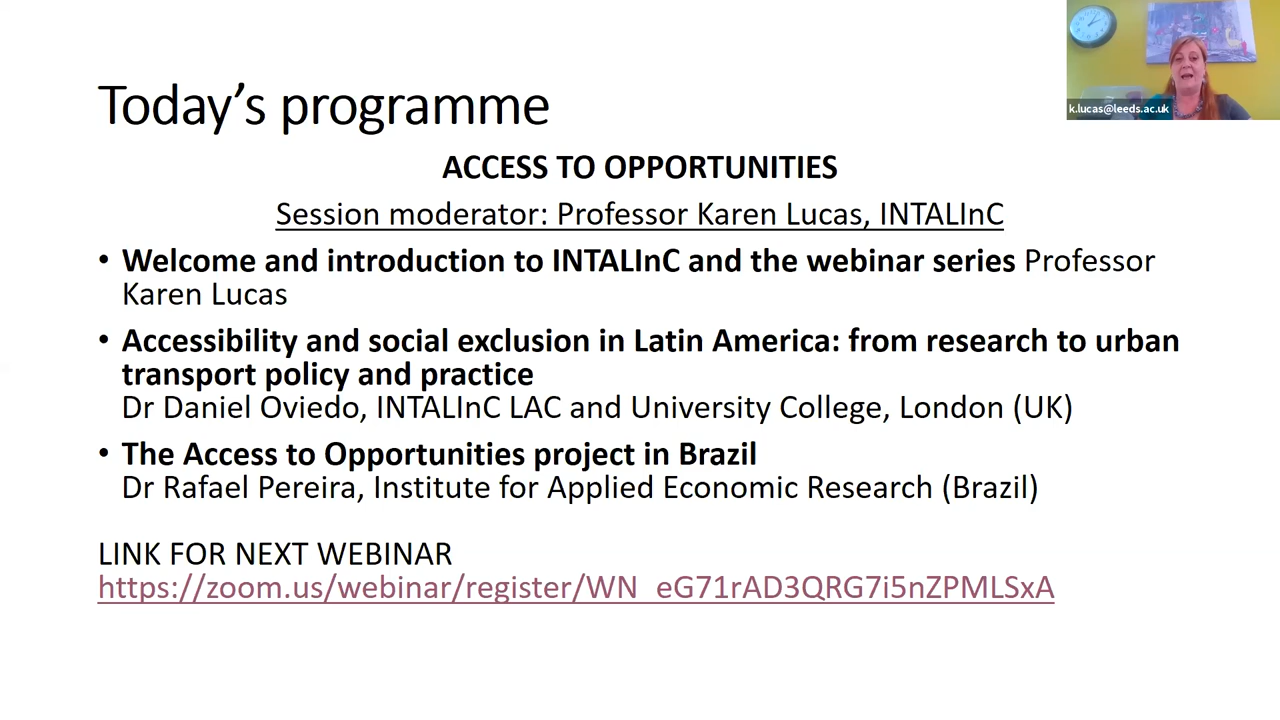 k.lucas@leeds.ac.uk
Today's programme
ACCESS TO OPPORTUNITIES
Session moderator: Professor Karen Lucas, INTALInC
• Welcome and introduction to INTALInC and the webinar series Professor
Karen Lucas
• Accessibility and social exclusion in Latin America: from research to urban
transport policy and practice
Dr Daniel Oviedo, INTALInC LAC and University College, London (UK)
• The Access to Opportunities project in Brazil
Dr Rafael Pereira, Institute for Applied Economic Research (Brazil)
LINK FOR NEXT WEBINAR
https://zoom.us/webinar/register/WN_eG71rAD3QRG7i5nZPMLSxA